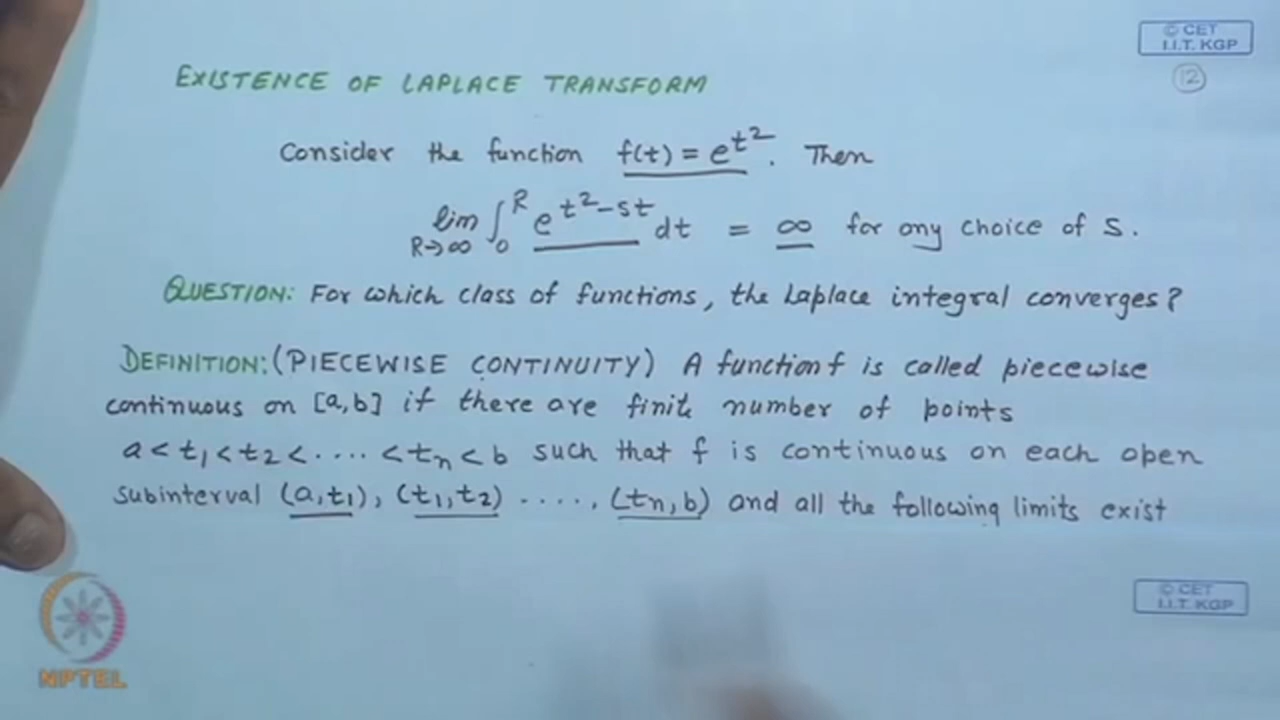 © CET
I.I.T. KGP
12
EXISTENCE OF LAPLACE TRANSFORM
Consider the function f(t) = e^{t^2}. Then
lim_{R→∞} ∫_0^R e^{t^2-st} dt = ∞ for any choice of s.
QUESTION: For which class of functions, the Laplace integral converges?
DEFINITION: (PIECEWISE CONTINUITY) A function f is called piecewise
continuous on [a,b] if there are finite number of points
a < t_1 < t_2 < .... < t_n < b such that f is continuous on each open
subinterval (a,t_1), (t_1,t_2) ....., (t_n,b) and all the following limits exist
© CET
I.I.T. KGP
NPTEL